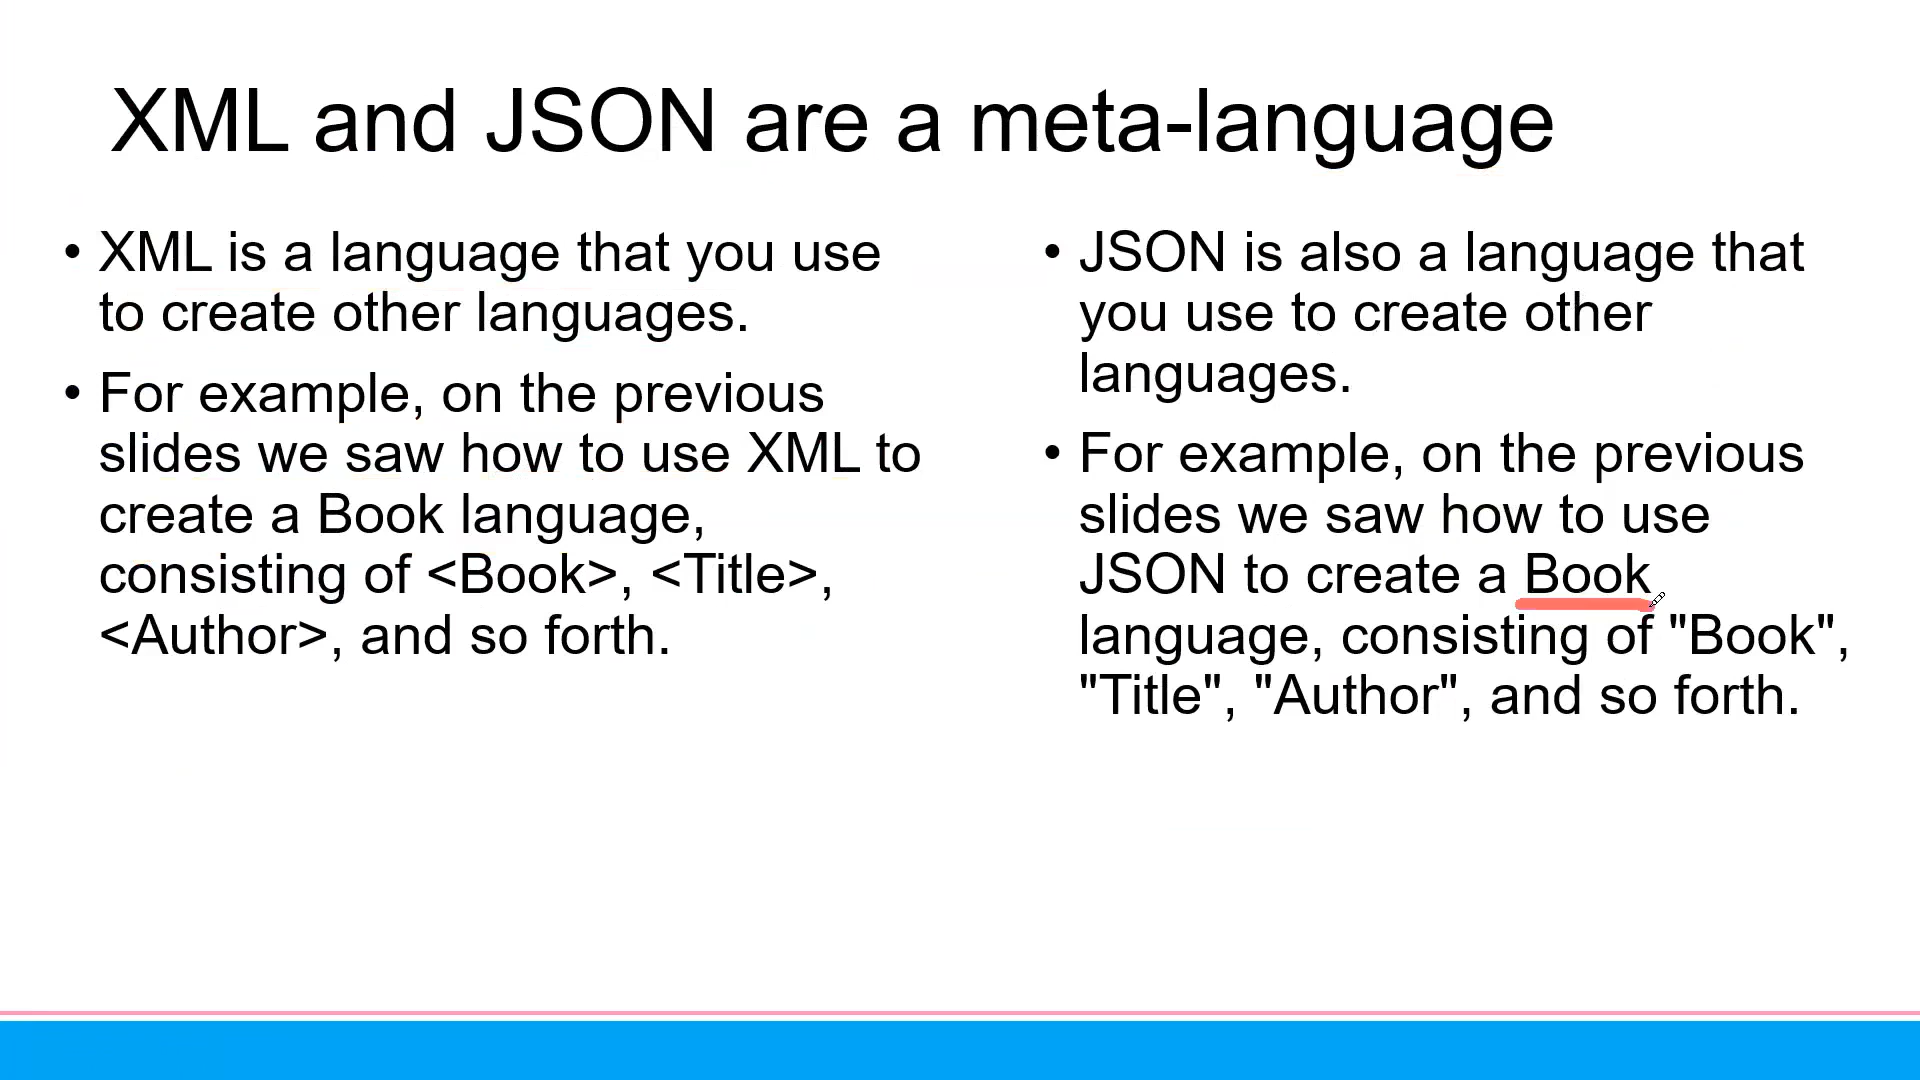 XML and JSON are a meta-language
• XML is a language that you use
to create other languages.
• For example, on the previous
slides we saw how to use XML to
create a Book language,
consisting of <Book>, <Title>,
<Author>, and so forth.
• JSON is also a language that
you use to create other
languages.
• For example, on the previous
slides we saw how to use
JSON to create a Book
language, consisting of "Book",
"Title", "Author", and so forth.